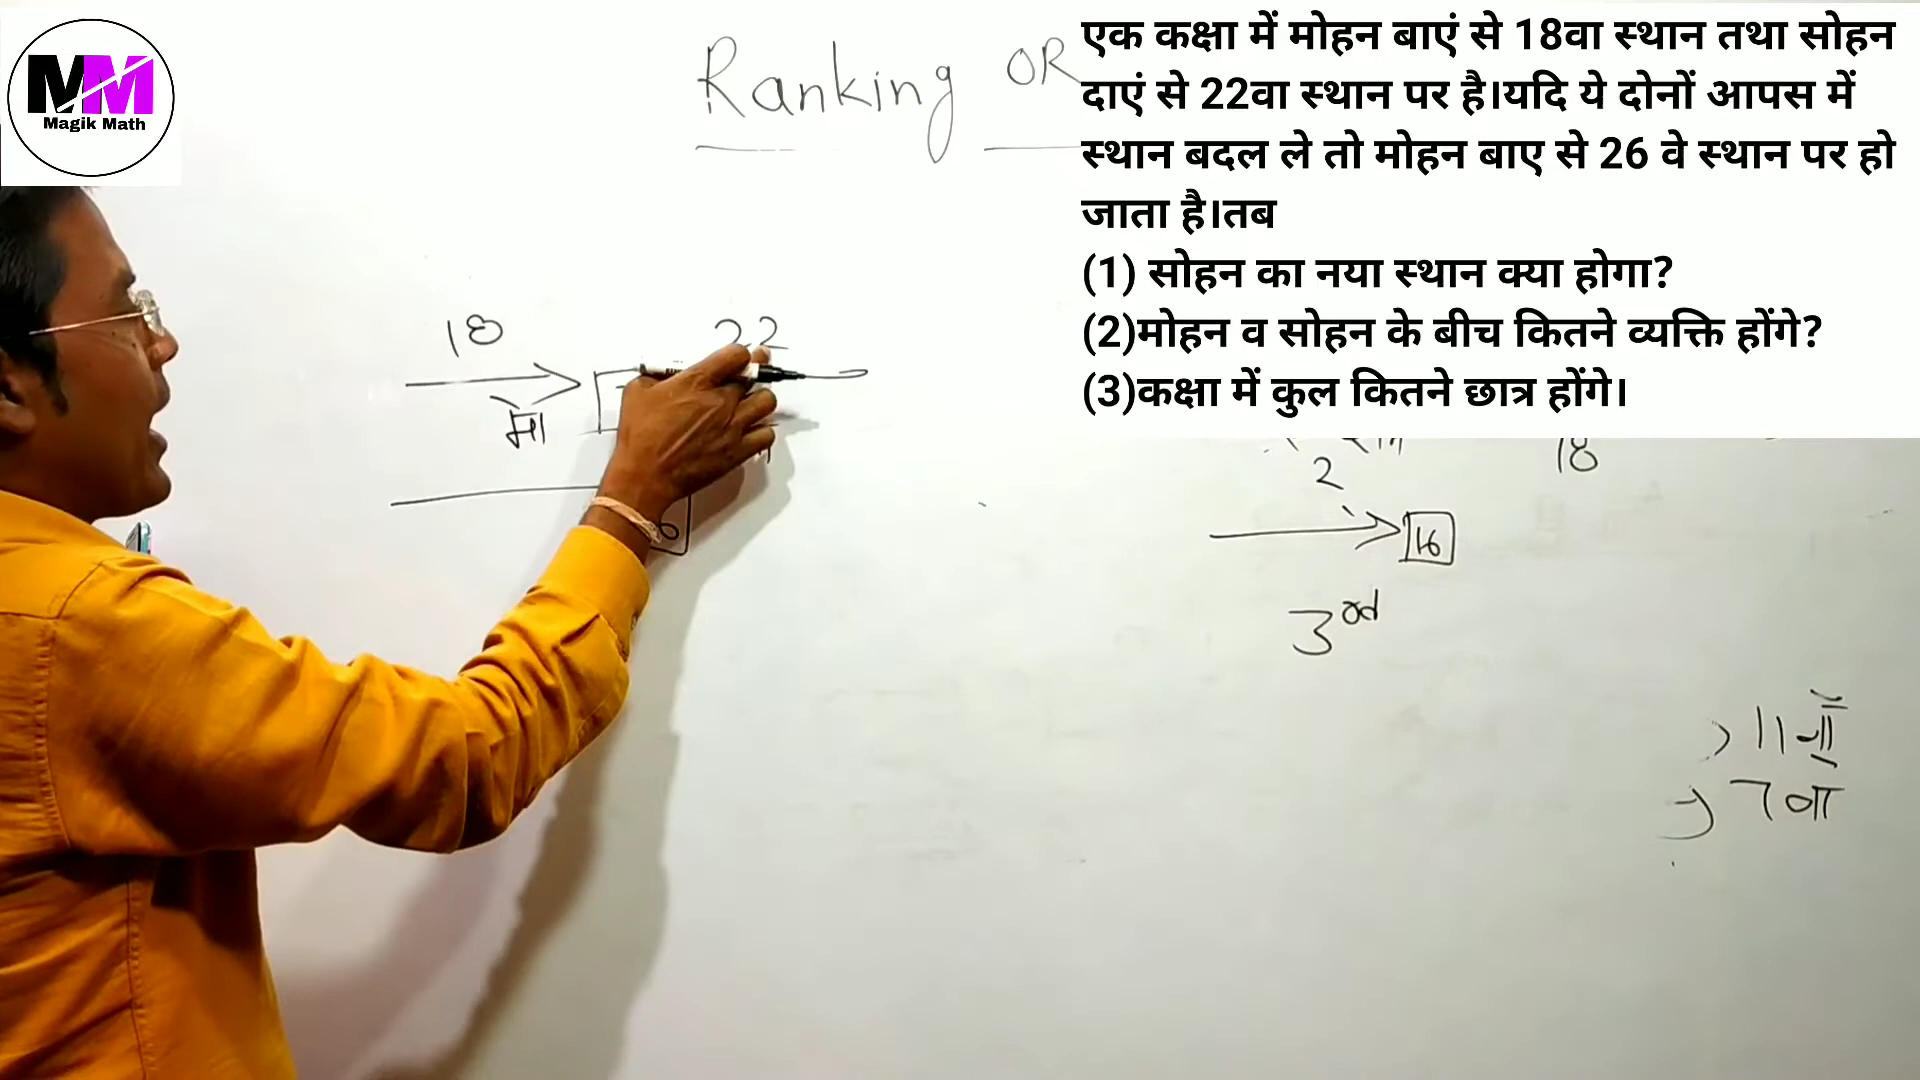 MM
Magik Math
Ranking OR
एक कक्षा में मोहन बाएं से 18वा स्थान तथा सोहन
दाएं से 22वा स्थान पर है।यदि ये दोनों आपस में
स्थान बदल ले तो मोहन बाए से 26 वे स्थान पर हो
जाता है।तब
(1) सोहन का नया स्थान क्या होगा?
(2)मोहन व सोहन के बीच कितने व्यक्ति होंगे?
(3)कक्षा में कुल कितने छात्र होंगे।
18 22
मो
18
2
16
3rd
11वाँ
7वा